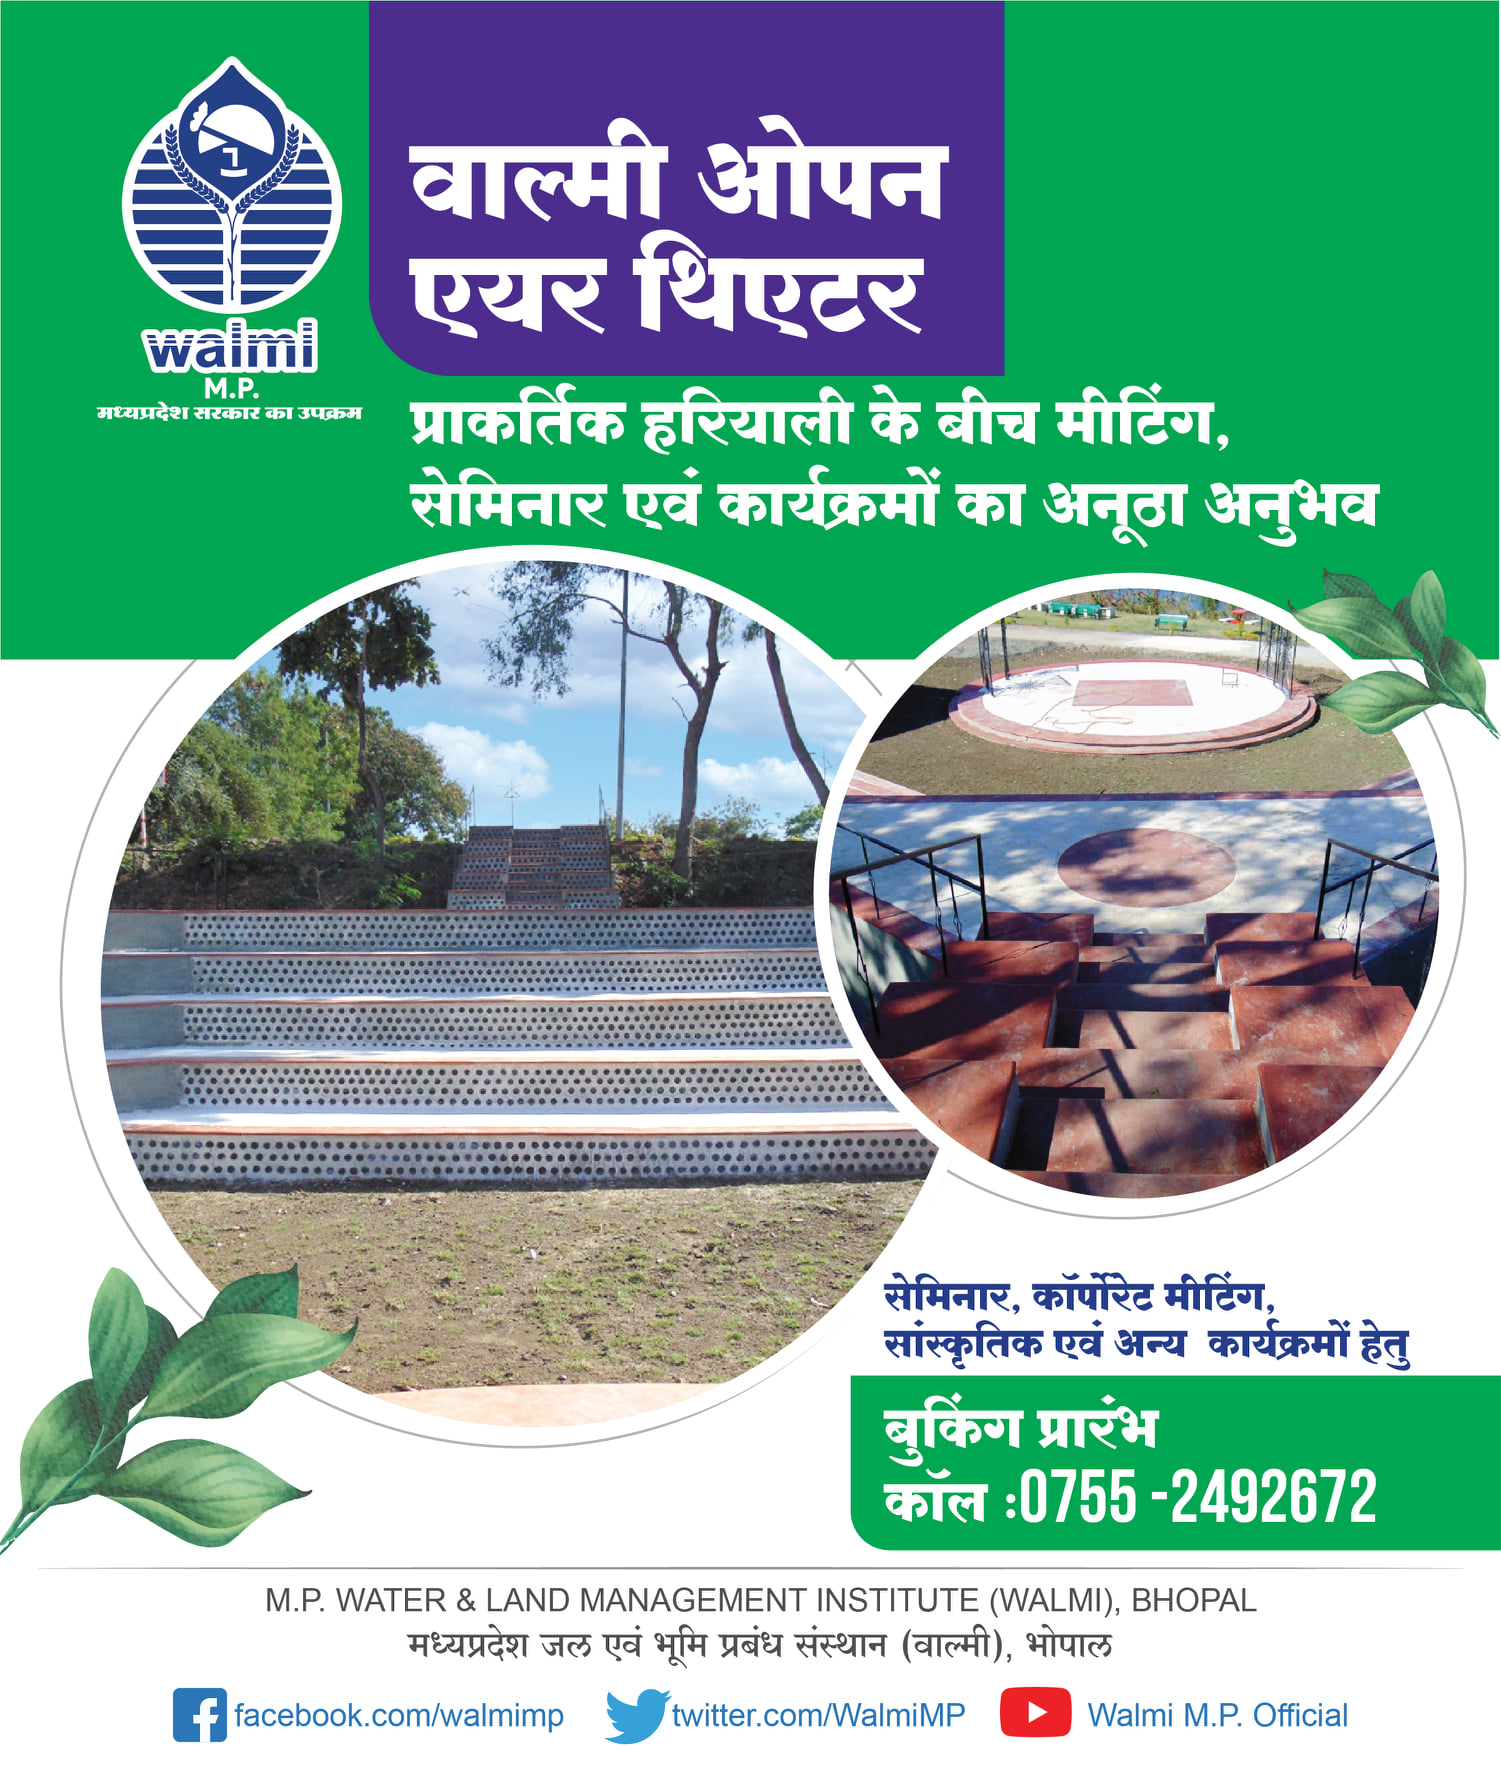 walmi
M.P.
मध्यप्रदेश सरकार का उपक्रम
वाल्मी ओपन
एयर थिएटर
प्राकर्तिक हरियाली के बीच मीटिंग,
सेमिनार एवं कार्यक्रमों का अनूठा अनुभव
सेमिनार, कॉर्पोरेट मीटिंग,
सांस्कृतिक एवं अन्य कार्यक्रमों हेतु
बुकिंग प्रारंभ
कॉल :0755 -2492672
M.P. WATER & LAND MANAGEMENT INSTITUTE (WALMI), BHOPAL
मध्यप्रदेश जल एवं भूमि प्रबंध संस्थान (वाल्मी), भोपाल
facebook.com/walmimp twitter.com/WalmiMP Walmi M.P. Official